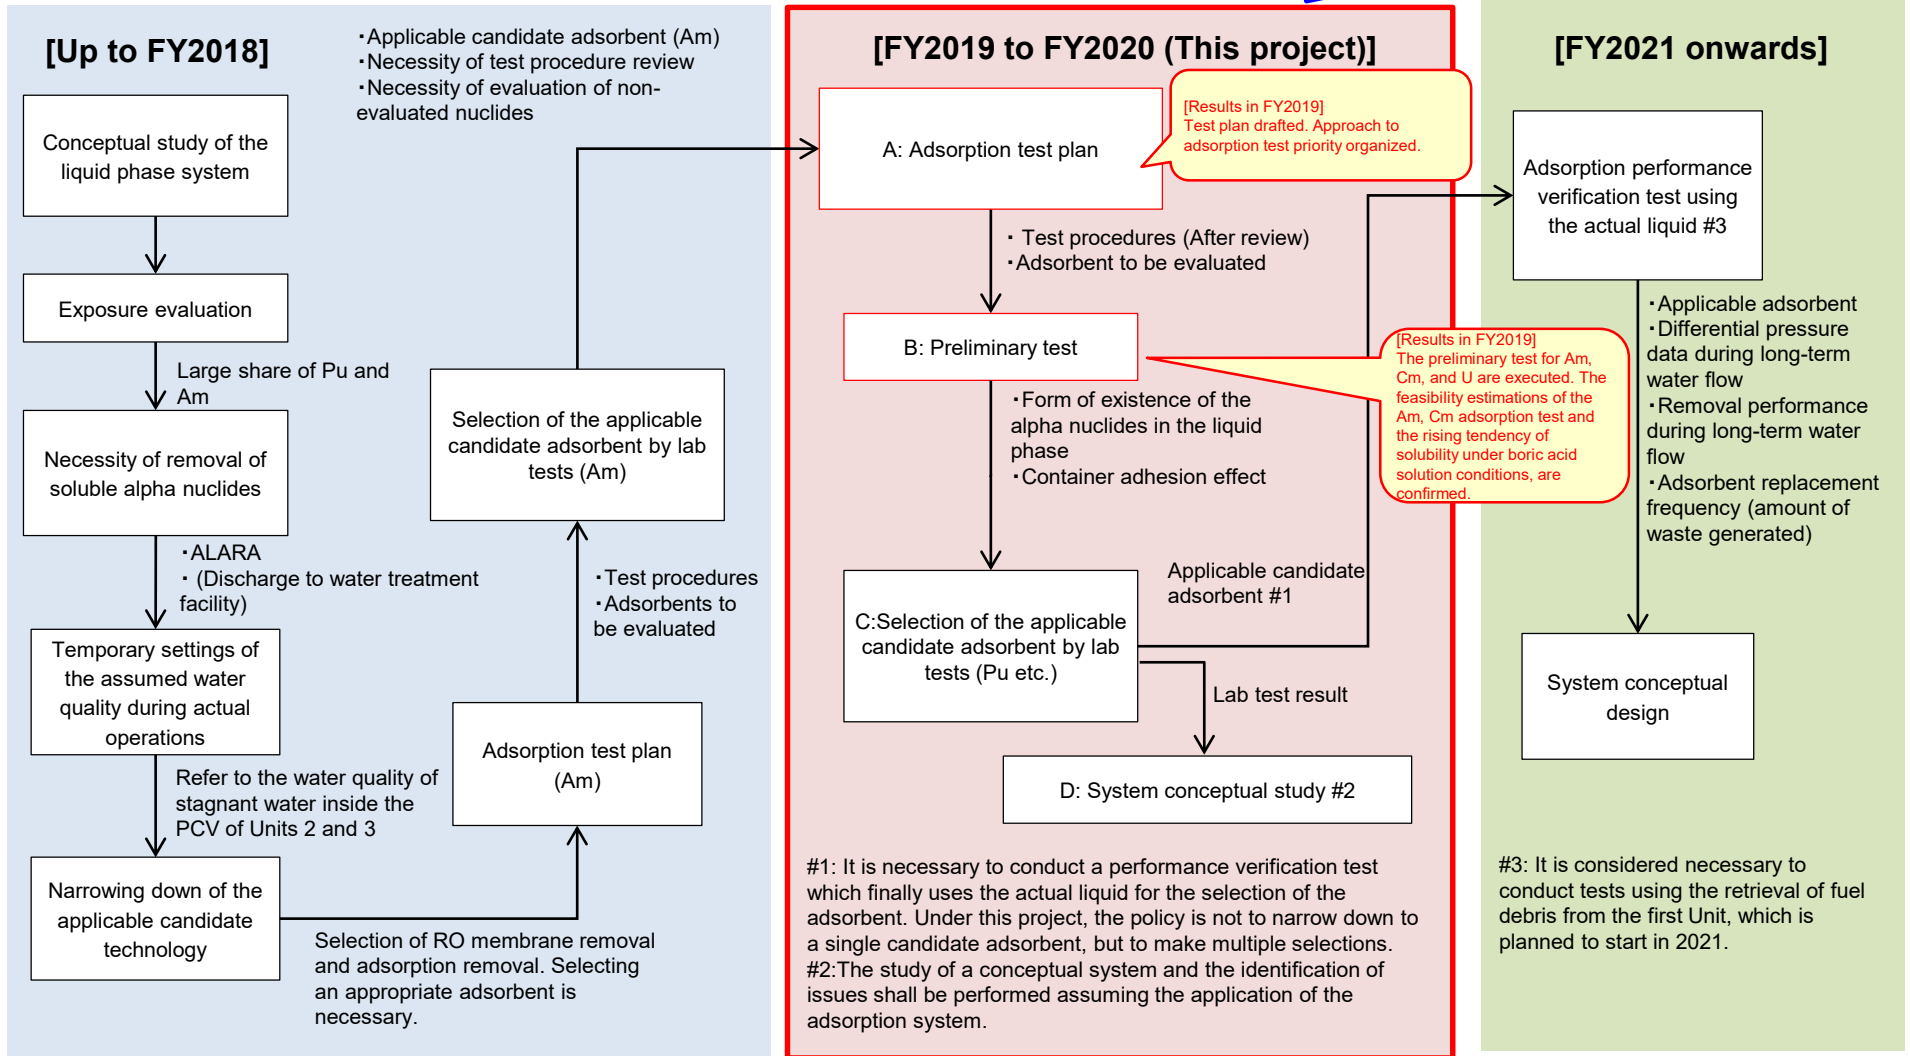 [Up to FY2018]
Conceptual study of the
liquid phase system
Exposure evaluation
Large share of Pu and
Am
Necessity of removal of
soluble alpha nuclides
・ALARA
・ (Discharge to water treatment
facility)
Temporary settings of
the assumed water
quality during actual
operations
Refer to the water quality of
stagnant water inside the
PCV of Units 2 and 3
Narrowing down of the
applicable candidate
technology
Selection of RO membrane removal
and adsorption removal. Selecting
an appropriate adsorbent is
necessary.
Adsorption test plan
(Am)
・Test procedures
・Adsorbents to
be evaluated
Selection of the applicable
candidate adsorbent by lab
tests (Am)
・Applicable candidate adsorbent (Am)
・Necessity of test procedure review
・Necessity of evaluation of non-
evaluated nuclides
[FY2019 to FY2020 (This project)]
A: Adsorption test plan
[Results in FY2019]
Test plan drafted. Approach to
adsorption test priority organized.
・ Test procedures (After review)
・Adsorbent to be evaluated
B: Preliminary test
[Results in FY2019]
The preliminary test for Am,
Cm, and U are executed. The
feasibility estimations of the
Am, Cm adsorption test and
the rising tendency of
solubility under boric acid
solution conditions, are
confirmed.
・Form of existence of the
alpha nuclides in the liquid
phase
・Container adhesion effect
C:Selection of the applicable
candidate adsorbent by lab
tests (Pu etc.)
Applicable candidate
adsorbent #1
Lab test result
D: System conceptual study #2
#1: It is necessary to conduct a performance verification test
which finally uses the actual liquid for the selection of the
adsorbent. Under this project, the policy is not to narrow down to
a single candidate adsorbent, but to make multiple selections.
#2:The study of a conceptual system and the identification of
issues shall be performed assuming the application of the
adsorption system.
[FY2021 onwards]
Adsorption performance
verification test using
the actual liquid #3
・Applicable adsorbent
・Differential pressure
data during long-term
water flow
・Removal performance
during long-term water
flow
・Adsorbent replacement
frequency (amount of
waste generated)
System conceptual
design
#3: It is considered necessary to
conduct tests using the retrieval of fuel
debris from the first Unit, which is
planned to start in 2021.